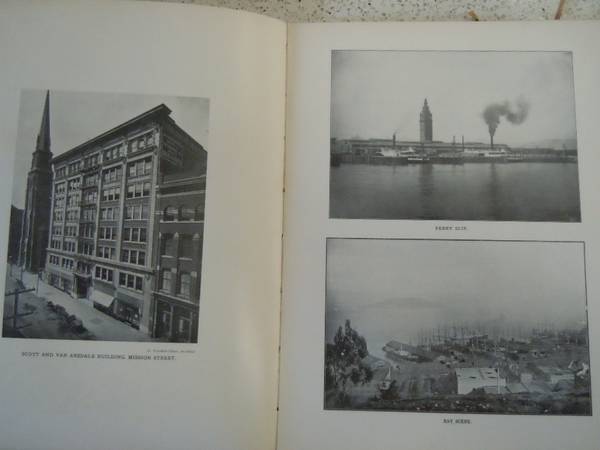 SCOTT AND VAN ARSDALE BUILDING, MISSION STREET.
FERRY SLIP.
BAY SCENE.